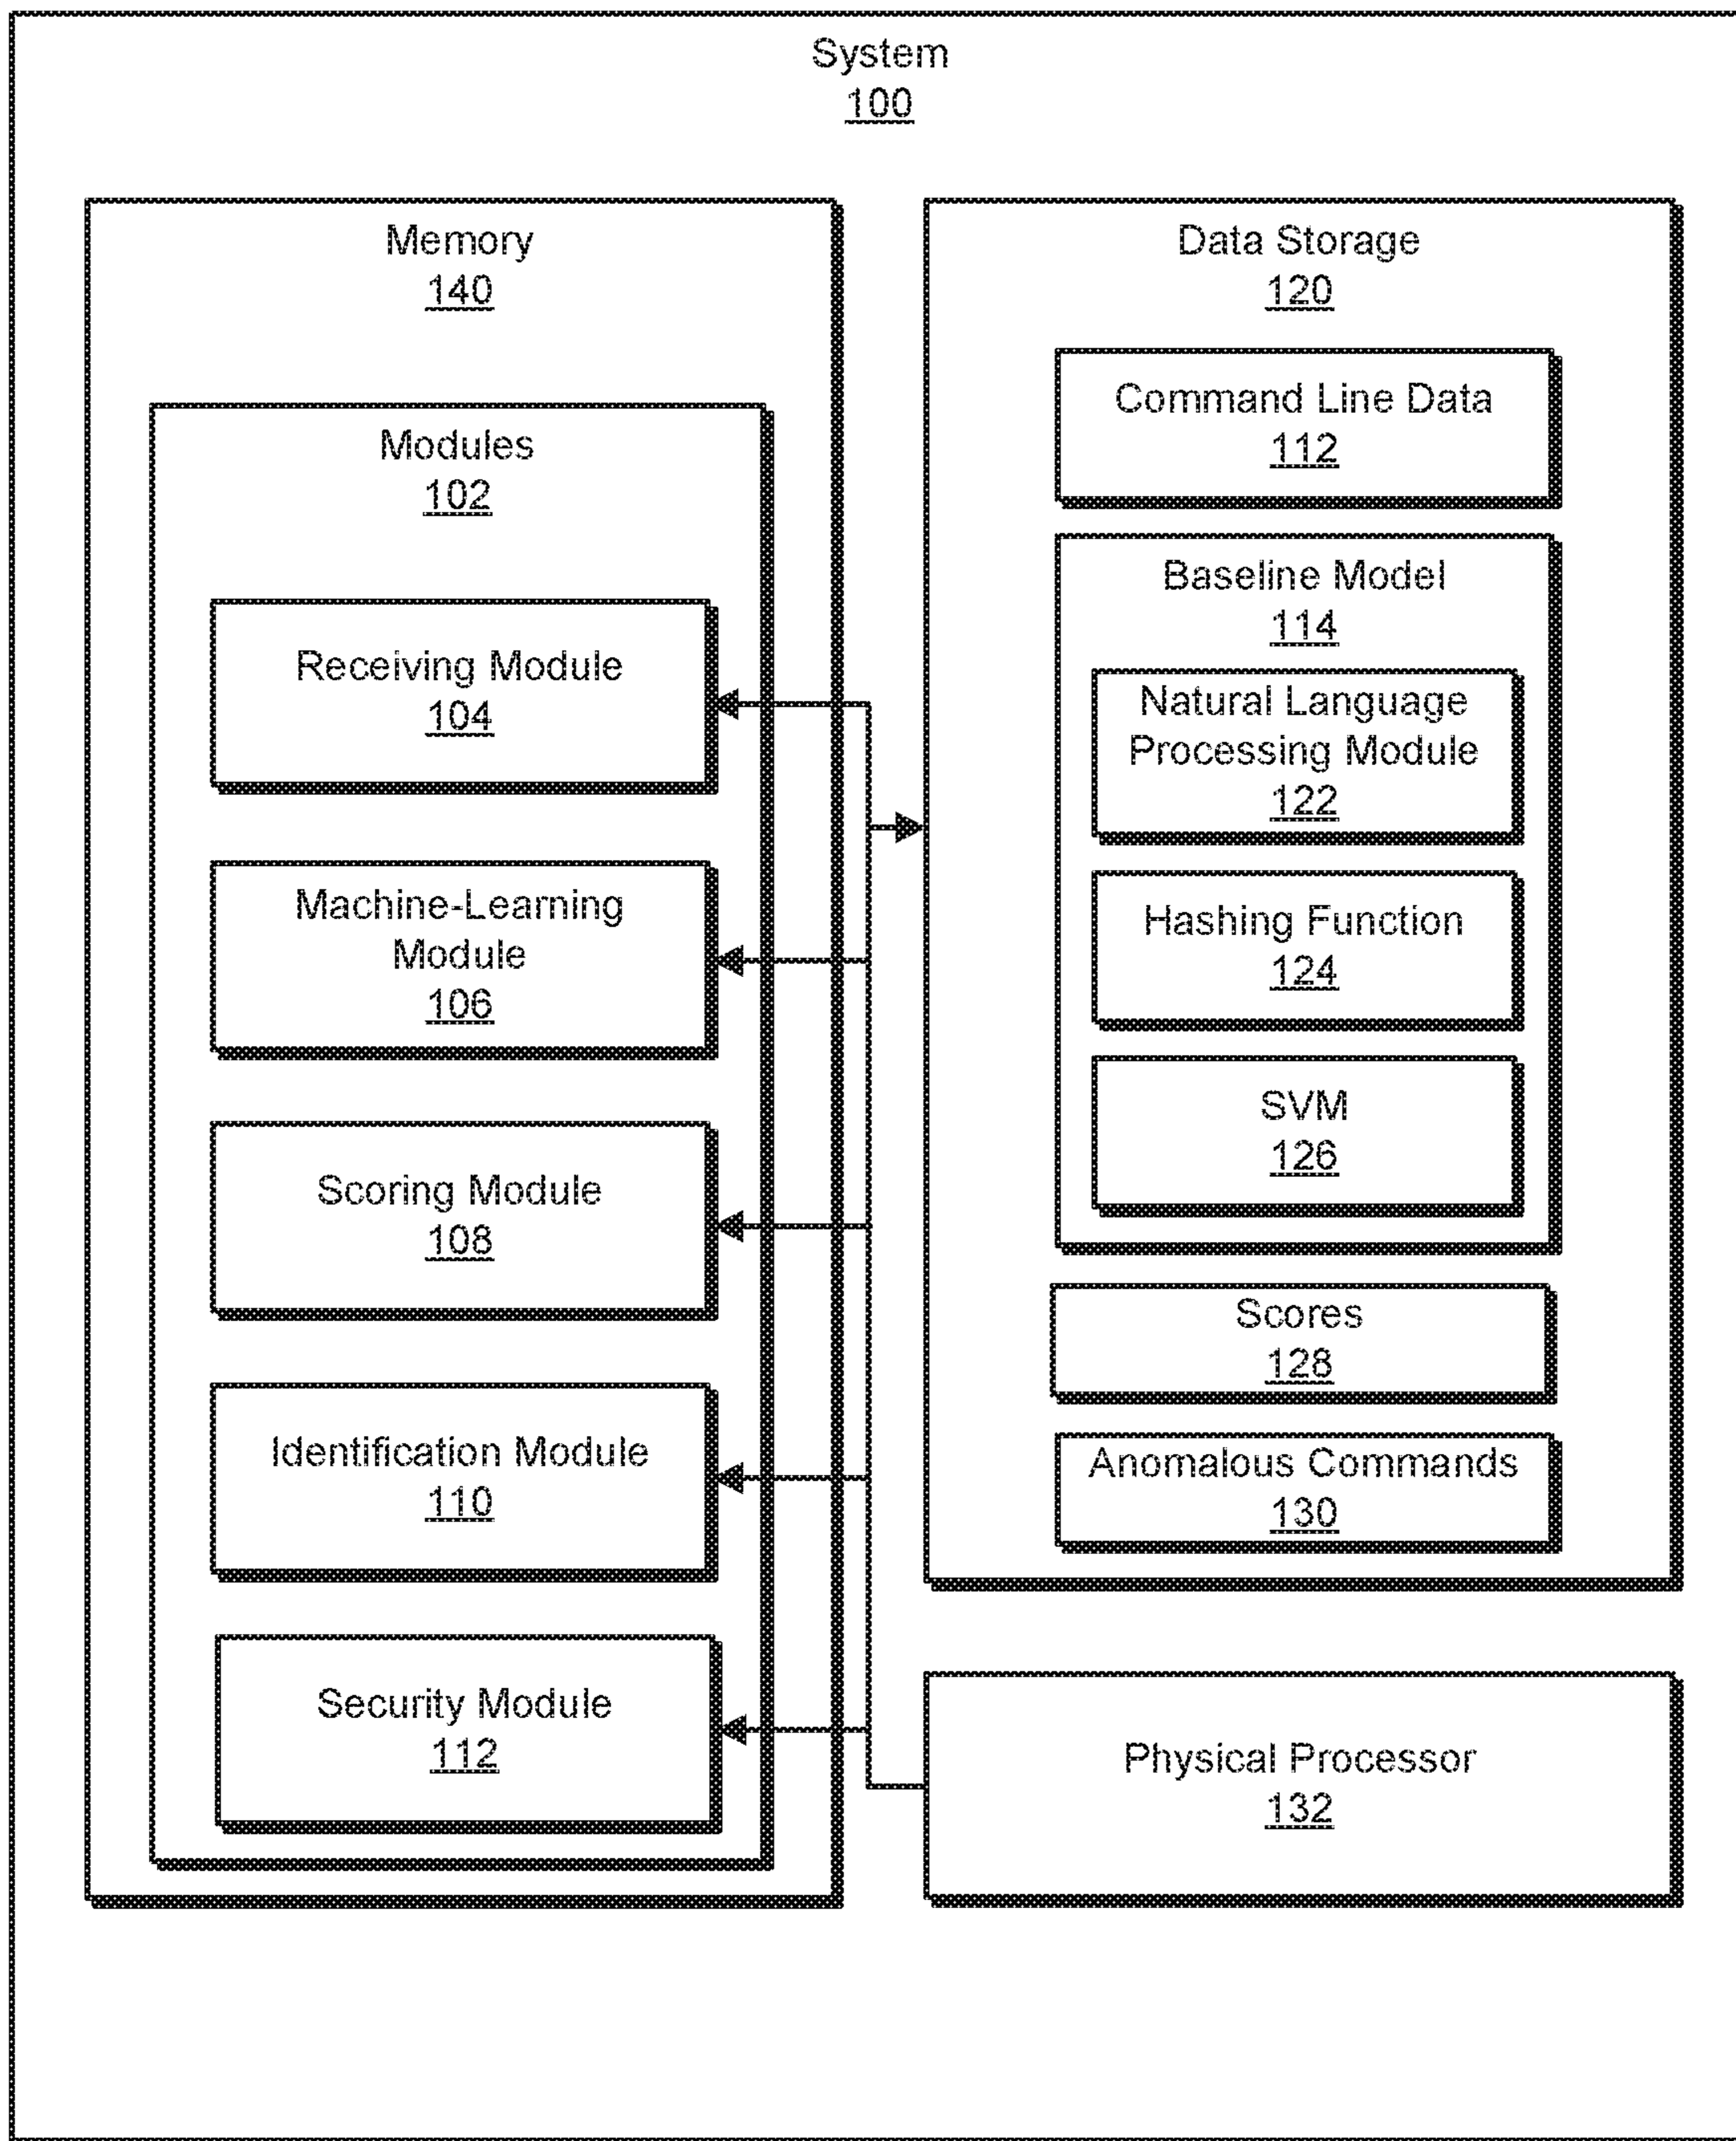 System
100
Memory
140
Modules
102
Receiving Module
104
Machine-Learning
Module
106
Scoring Module
108
Identification Module
110
Security Module
112
Data Storage
120
Command Line Data
112
Baseline Model
114
Natural Language
Processing Module
122
Hashing Function
124
SVM
126
Scores
128
Anomalous Commands
130
Physical Processor
132